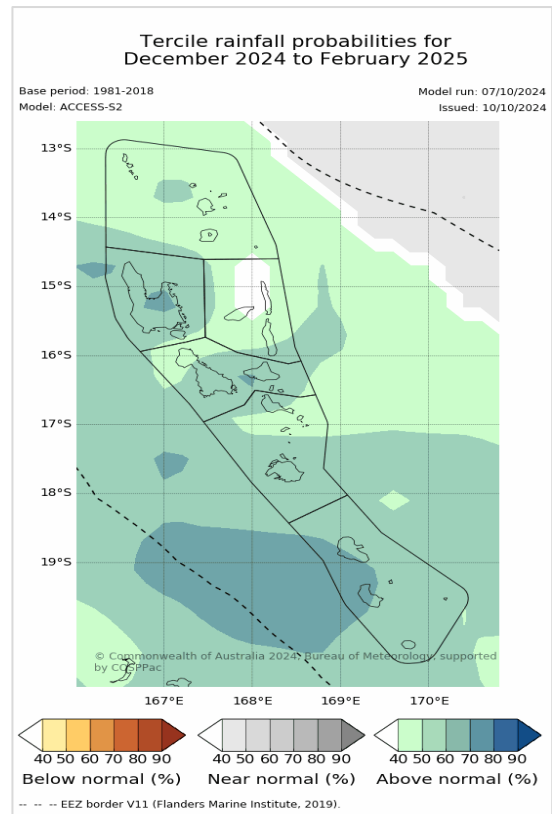 Tercile rainfall probabilities for
December 2024 to February 2025
Base period: 1981-2018
Model run: 07/10/2024
Model: ACCESS-S2
Issued: 10/10/2024
13°S
14°S
15°S
16°S
17°S
18°S
19°S
© Commonwealth of Australia 2024, Bureau of Meteorology, supported
by COSPPac
167°E 168°E 169°E 170°E
40 50 60 70 80 90 40 50 60 70 80 90 40 50 60 70 80 90
Below normal (%) Near normal (%) Above normal (%)
-- -- -- EEZ border V11 (Flanders Marine Institute, 2019).